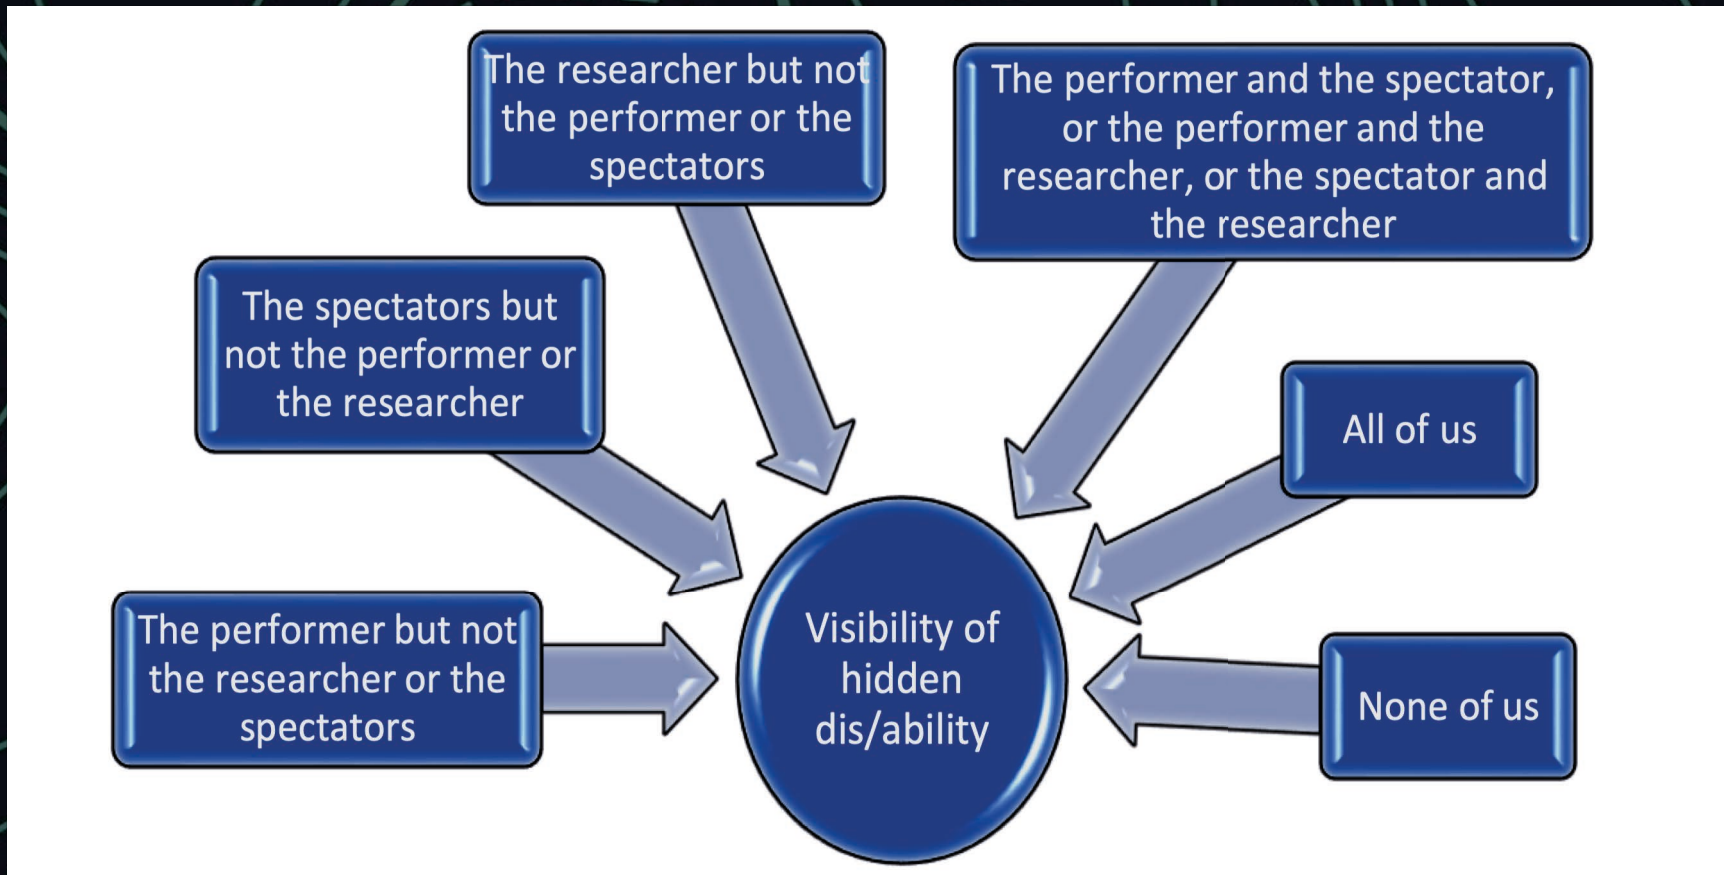 The researcher but not
the performer or the
spectators
The performer and the spectator,
or the performer and the
researcher, or the spectator and
the researcher
The spectators but
not the performer or
the researcher
All of us
The performer but not
the researcher or the
spectators
Visibility of
hidden
dis/ability
None of us